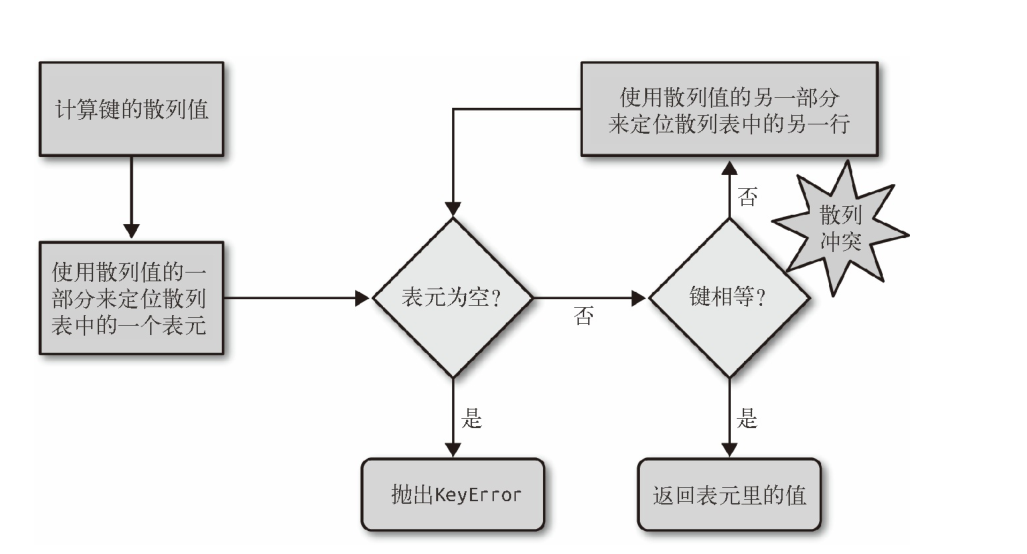 计算键的散列值
使用散列值的一
部分来定位散列
表中的一个表元
表元为空?
否
是
抛出KeyError
键相等?
否
散列
冲突
使用散列值的另一部分
来定位散列表中的另一行
是
返回表元里的值